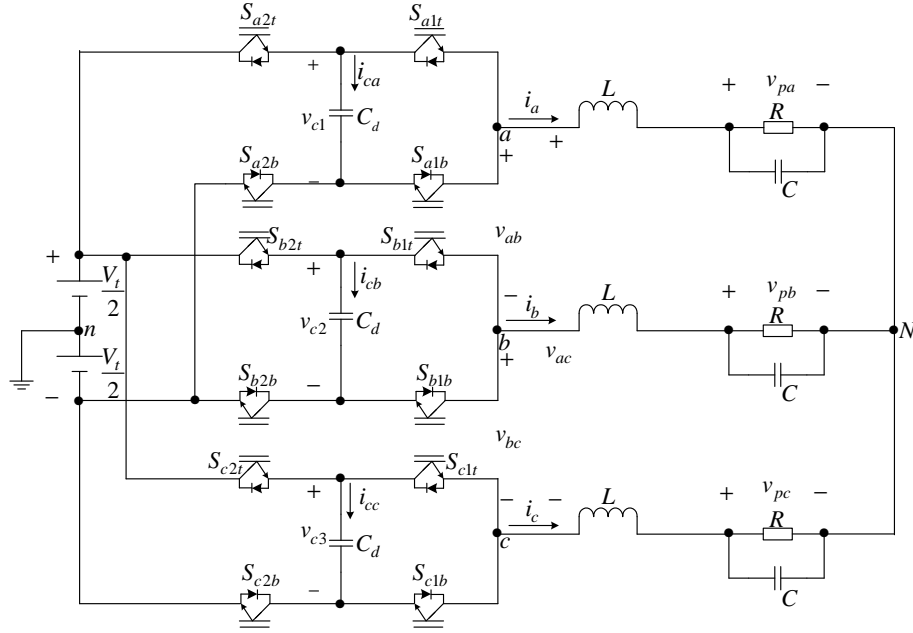 S_{a2t} S_{a1t}
+ i_{ca} + v_{pa} −
v_{c1} C_d i_a L R
a +
S_{a2b} − S_{a1b} + C
S_{b2t} S_{b1t} v_{ab}
+ + i_{cb} L + v_{pb} −
V_t/2 − i_b R
n v_{c2} C_d b N
V_t/2 + v_{ac}
− S_{b2b} − S_{b1b} C
v_{bc}
S_{c2t} S_{c1t}
+ i_{cc} − − L + v_{pc} −
i_c R
v_{c3} C_d c
S_{c2b} − S_{c1b} C